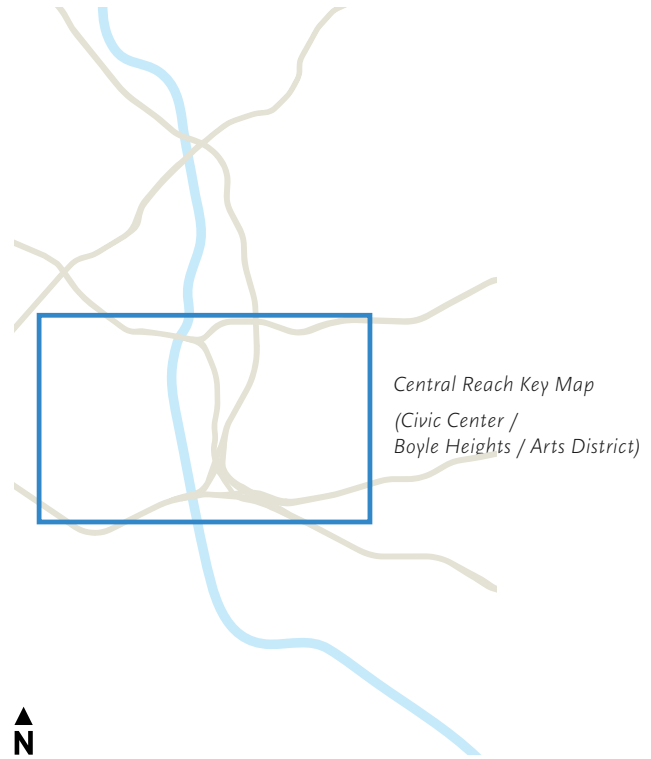 Central Reach Key Map
(Civic Center /
Boyle Heights / Arts District)
N